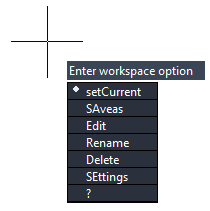 Enter workspace option
setCurrent
SAveas
Edit
Rename
Delete
SEttings
?